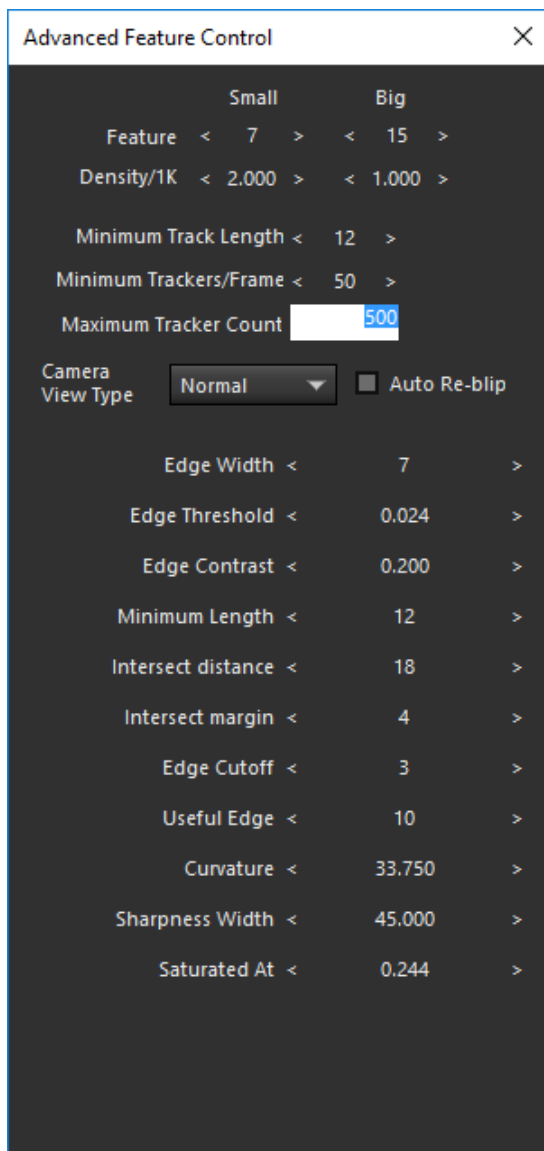 Advanced Feature Control
Small Big
Feature < 7 > < 15 >
Density/1K < 2.000 > < 1.000 >
Minimum Track Length < 12 >
Minimum Trackers/Frame < 50 >
Maximum Tracker Count 500
Camera
View Type Normal Auto Re-blip
Edge Width < 7 >
Edge Threshold < 0.024 >
Edge Contrast < 0.200 >
Minimum Length < 12 >
Intersect distance < 18 >
Intersect margin < 4 >
Edge Cutoff < 3 >
Useful Edge < 10 >
Curvature < 33.750 >
Sharpness Width < 45.000 >
Saturated At < 0.244 >